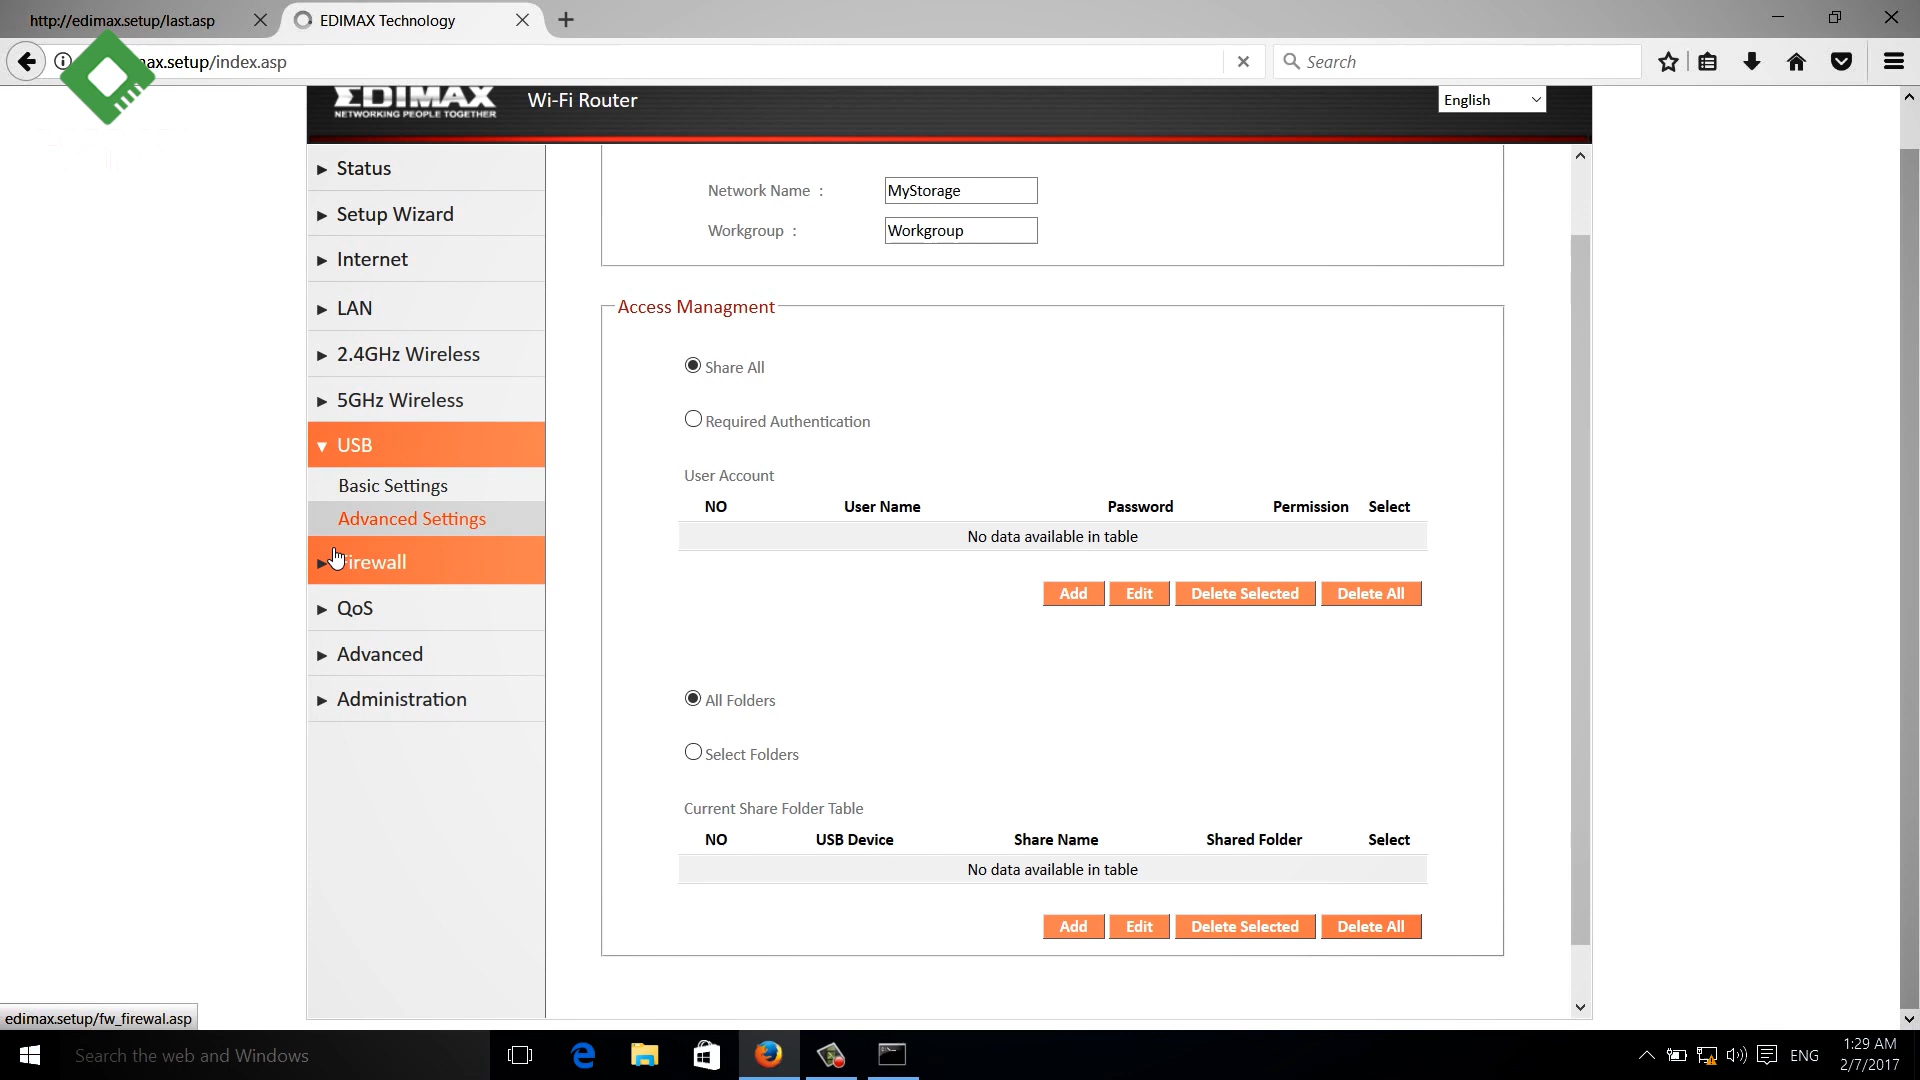 http://edimax.setup/last.asp
EDIMAX Technology
ax.setup/index.asp
Search
EDIMAX
NETWORKING PEOPLE TOGETHER
Wi-Fi Router
English
Status
Setup Wizard
Internet
LAN
2.4GHz Wireless
5GHz Wireless
USB
Basic Settings
Advanced Settings
Firewall
QoS
Advanced
Administration
Network Name :
MyStorage
Workgroup :
Workgroup
Access Managment
Share All
Required Authentication
User Account
NO User Name Password Permission Select
No data available in table
Add Edit Delete Selected Delete All
All Folders
Select Folders
Current Share Folder Table
NO USB Device Share Name Shared Folder Select
No data available in table
Add Edit Delete Selected Delete All
edimax.setup/fw_firewal.asp
Search the web and Windows
ENG
1:29 AM
2/7/2017